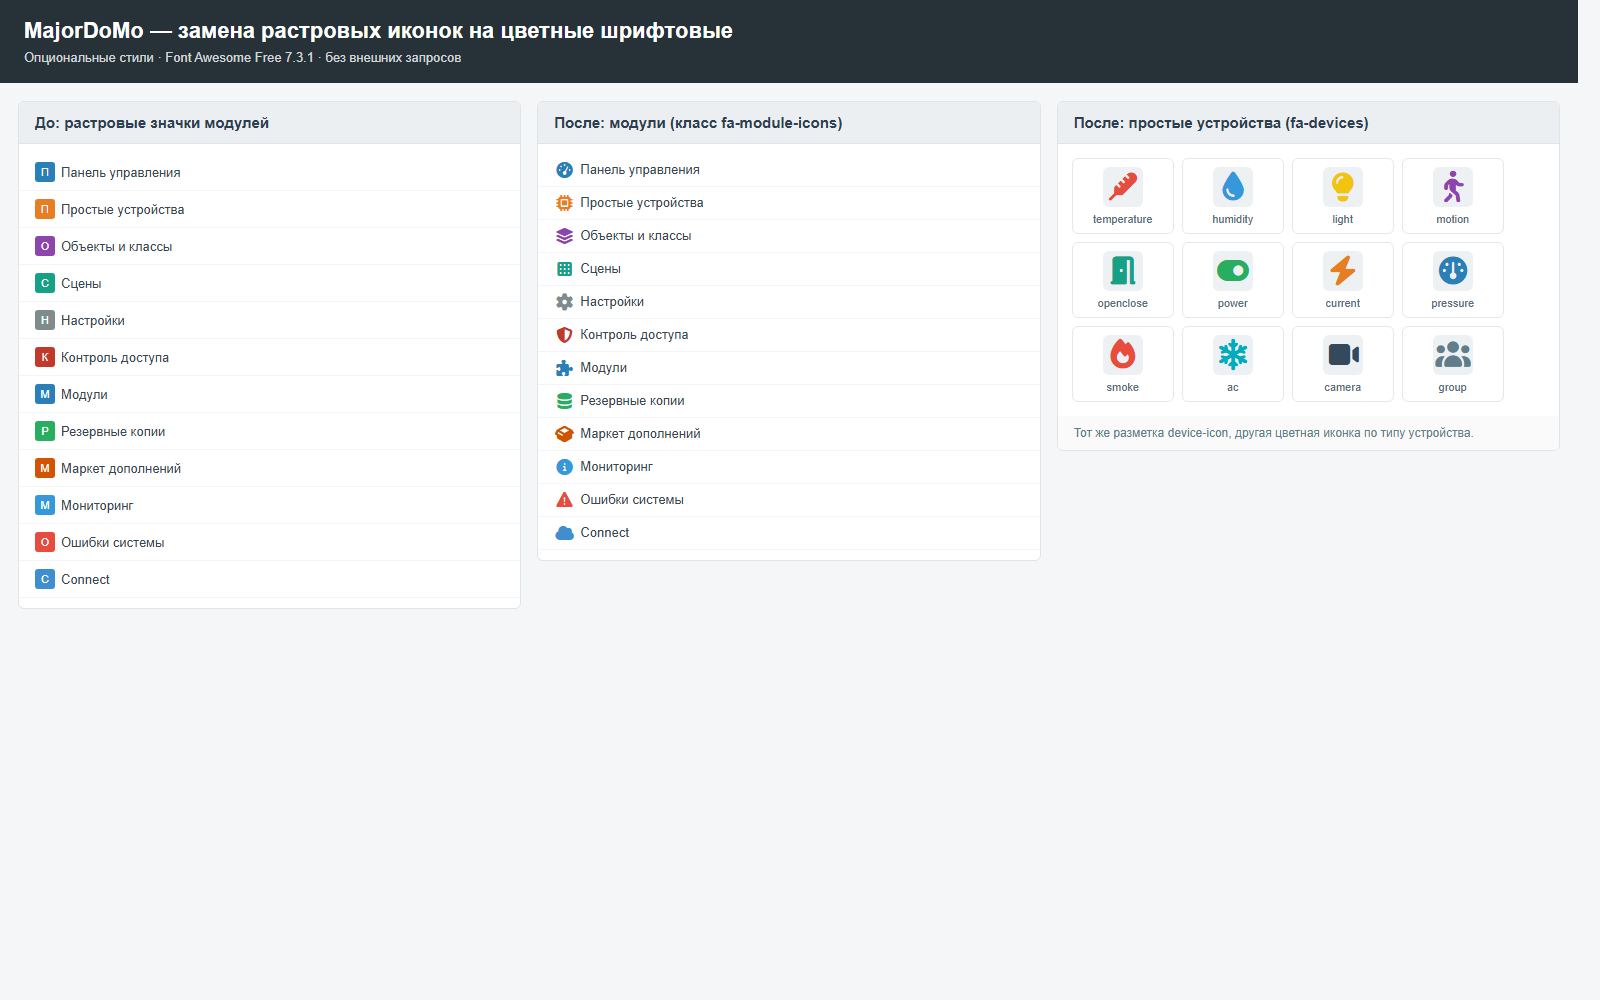 MajorDoMo — замена растровых иконок на цветные шрифтовые
Опциональные стили · Font Awesome Free 7.3.1 · без внешних запросов
До: растровые значки модулей
П Панель управления
П Простые устройства
О Объекты и классы
С Сцены
Н Настройки
К Контроль доступа
М Модули
Р Резервные копии
М Маркет дополнений
М Мониторинг
О Ошибки системы
C Connect
После: модули (класс fa-module-icons)
Панель управления
Простые устройства
Объекты и классы
Сцены
Настройки
Контроль доступа
Модули
Резервные копии
Маркет дополнений
Мониторинг
Ошибки системы
Connect
После: простые устройства (fa-devices)
temperature humidity light motion
openclose power current pressure
smoke ac camera group
Тот же разметка device-icon, другая цветная иконка по типу устройства.